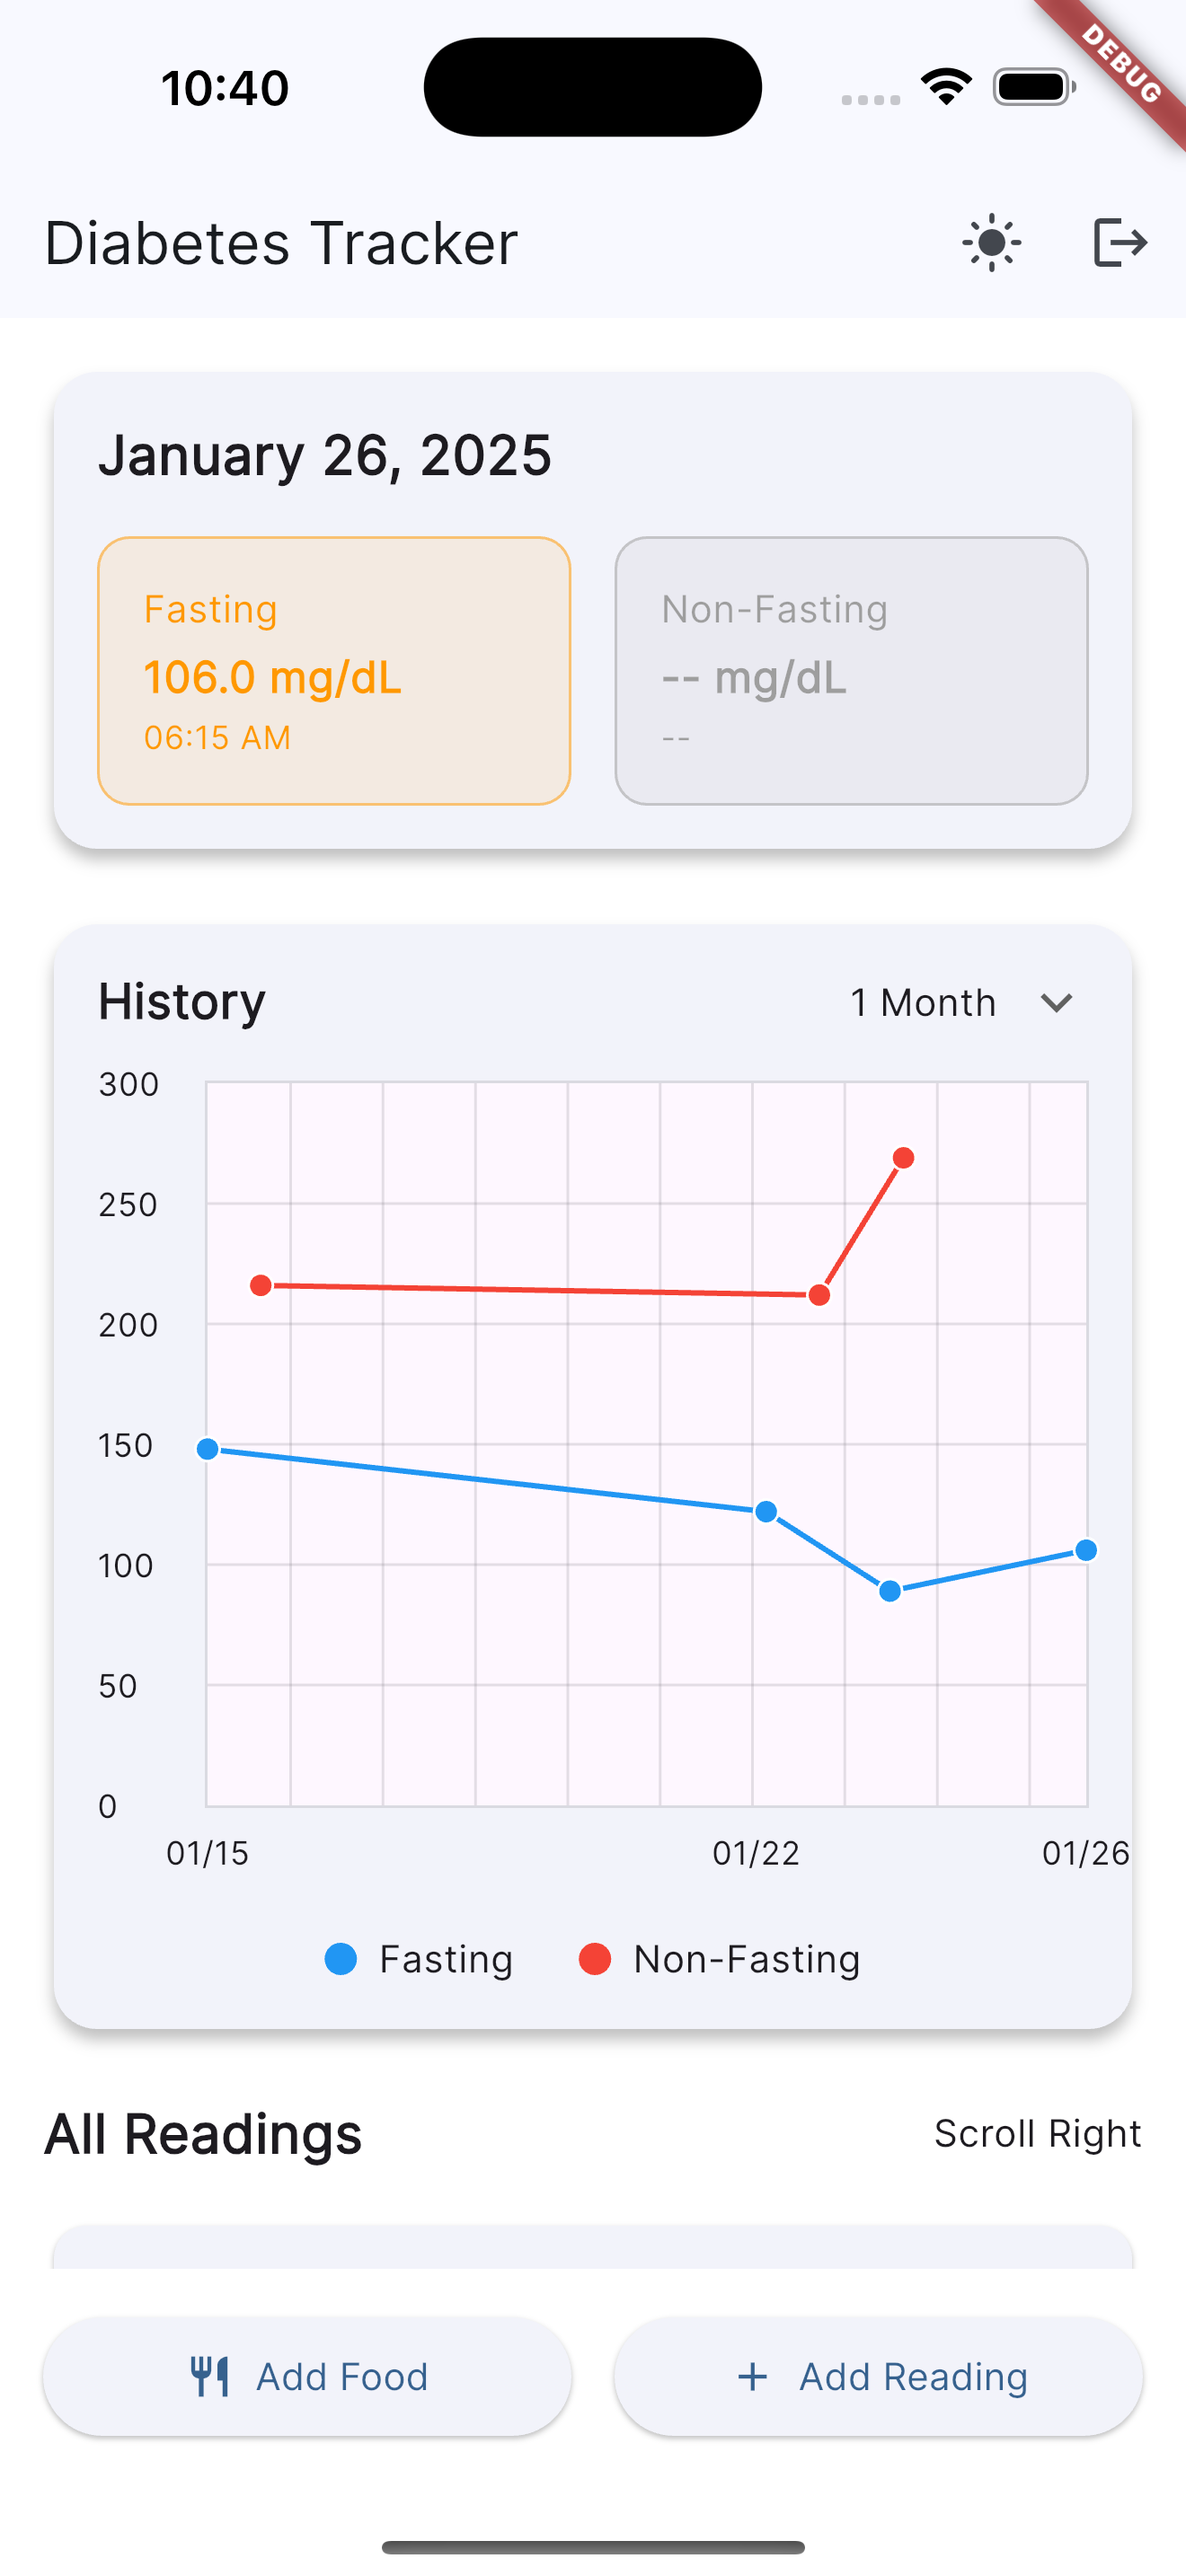 10:40
DEBUG
Diabetes Tracker
January 26, 2025
Fasting
106.0 mg/dL
06:15 AM
Non-Fasting
-- mg/dL
--
History
1 Month
300
250
200
150
100
50
0
01/15
01/22
01/26
Fasting
Non-Fasting
All Readings
Scroll Right
Add Food
+ Add Reading